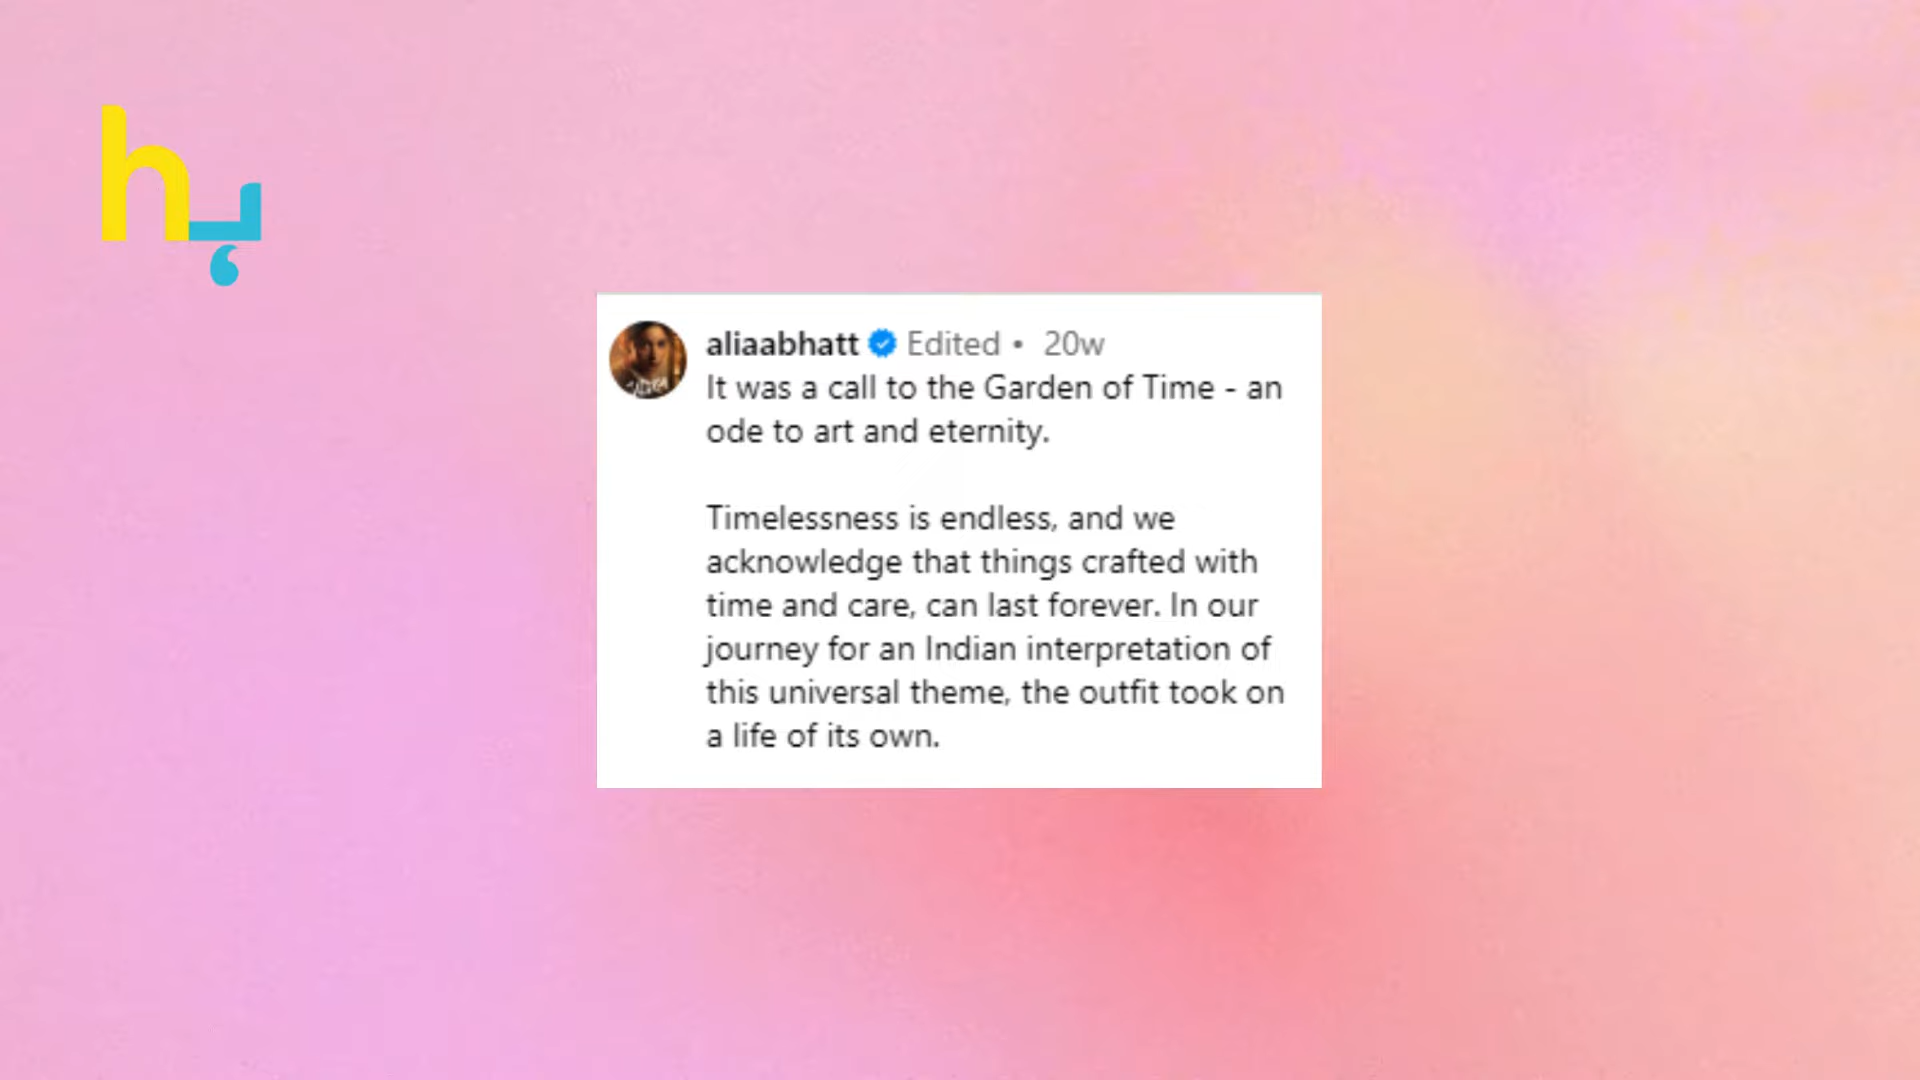 aliaabhatt Edited • 20w
It was a call to the Garden of Time - an
ode to art and eternity.
Timelessness is endless, and we
acknowledge that things crafted with
time and care, can last forever. In our
journey for an Indian interpretation of
this universal theme, the outfit took on
a life of its own.